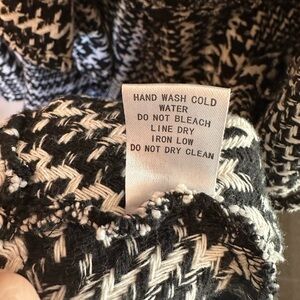 HAND WASH COLD
WATER
DO NOT BLEACH
LINE DRY
IRON LOW
DO NOT DRY CLEAN